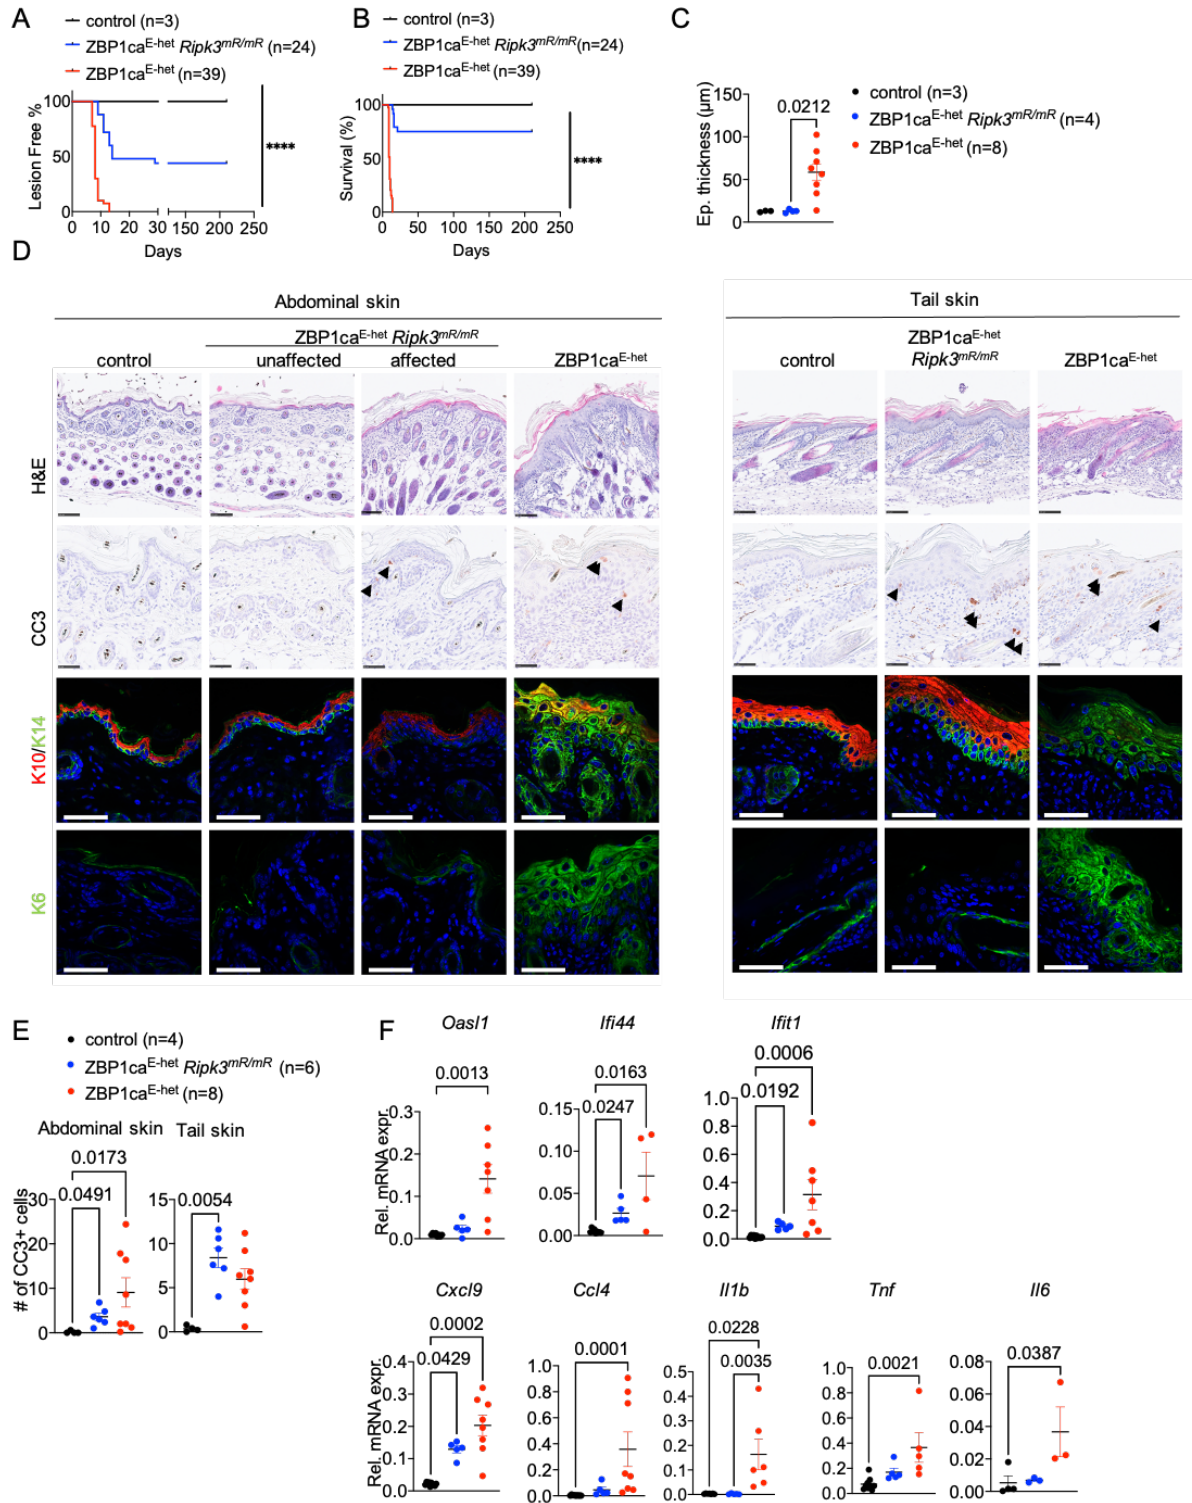 A
control (n=3)
ZBP1caE-het Ripk3mR/mR (n=24)
ZBP1caE-het (n=39)
Lesion Free %
100
50
0
0 10 20 30 150 200 250
Days
****
B
control (n=3)
ZBP1caE-het Ripk3mR/mR(n=24)
ZBP1caE-het (n=39)
Survival (%)
100
50
0
0 50 100 150 200 250
Days
****
C
control (n=3)
ZBP1caE-het Ripk3mR/mR (n=4)
ZBP1caE-het (n=8)
Ep. thickness (µm)
150
100
50
0
0.0212
D
Abdominal skin
ZBP1caE-het Ripk3mR/mR
control unaffected affected ZBP1caE-het
Tail skin
control
ZBP1caE-het
Ripk3mR/mR
ZBP1caE-het
H&E
CC3
K10/K14
K6
E
control (n=4)
ZBP1caE-het Ripk3mR/mR (n=6)
ZBP1caE-het (n=8)
Abdominal skin
0.0173
0.0491
# of CC3+ cells
30
20
10
0
Tail skin
0.0054
15
10
5
0
F
Oasl1
0.0013
Rel. mRNA expr.
0.3
0.2
0.1
0.0
Ifi44
0.0163
0.0247
0.15
0.10
0.05
0.00
Ifit1
0.0006
0.0192
1.0
0.8
0.6
0.4
0.2
0.0
Cxcl9
0.0002
0.0429
Rel. mRNA expr.
0.4
0.3
0.2
0.1
0.0
Ccl4
0.0001
1.0
0.8
0.6
0.4
0.2
0.0
Il1b
0.0228
0.0035
0.5
0.4
0.3
0.2
0.1
0.0
Tnf
0.0021
1.0
0.8
0.6
0.4
0.2
0.0
Il6
0.0387
0.08
0.06
0.04
0.02
0.00